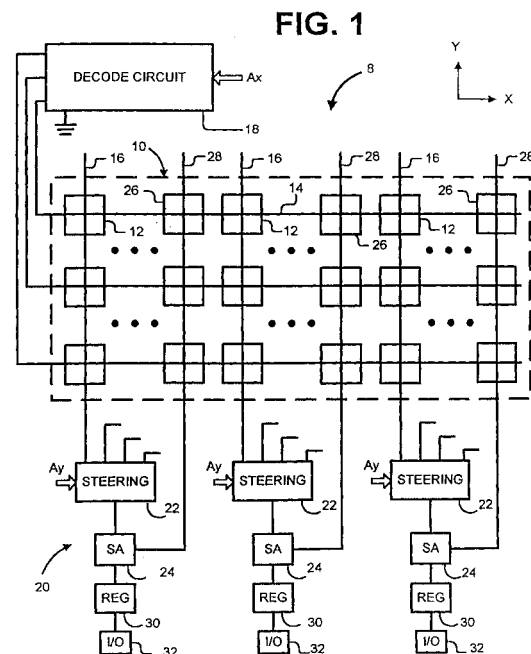 FIG. 1
DECODE CIRCUIT
Ax
18
8
Y
X
16
10
28
16
28
16
28
26
26
14
26
12
12
26
12
Ay
STEERING
22
Ay
STEERING
22
Ay
STEERING
22
20
SA
24
SA
24
SA
24
REG
30
REG
30
REG
30
I/O
32
I/O
32
I/O
32